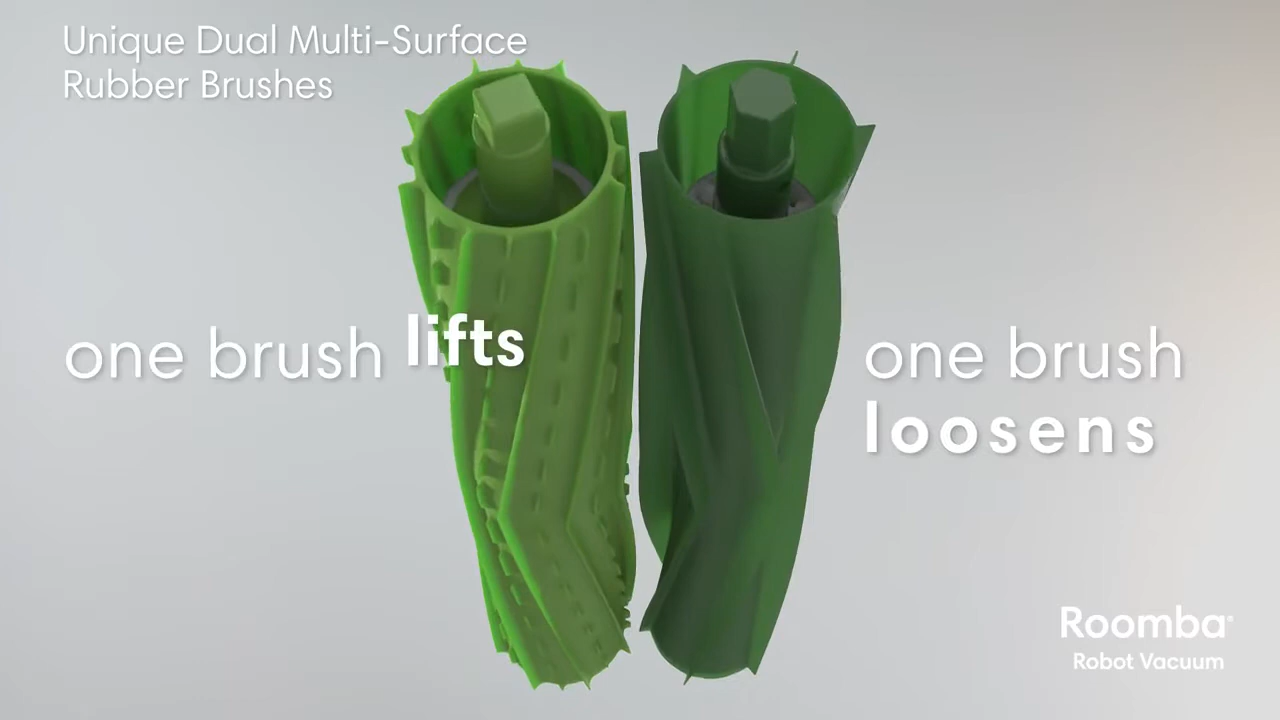 Unique Dual Multi-Surface
Rubber Brushes
one brush lifts
one brush
loosens
Roomba®
Robot Vacuum